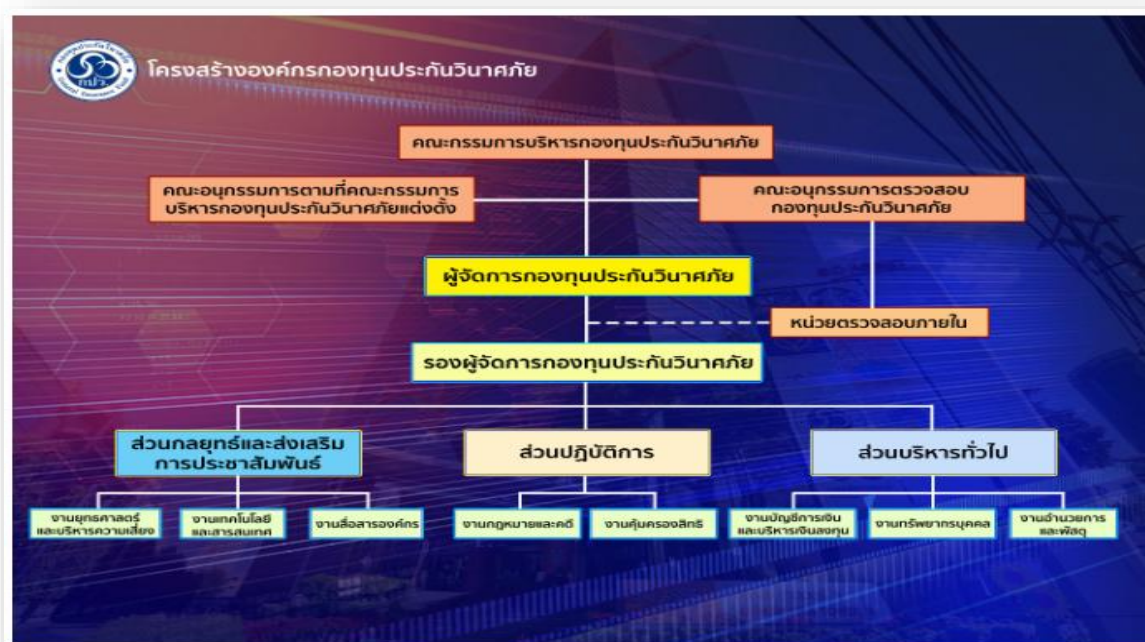 กปว.
General Insurance Fund
โครงสร้างองค์กรกองทุนประกันวินาศภัย
คณะกรรมการบริหารกองทุนประกันวินาศภัย
คณะอนุกรรมการตามที่คณะกรรมการ
บริหารกองทุนประกันวินาศภัยแต่งตั้ง
คณะอนุกรรมการตรวจสอบ
กองทุนประกันวินาศภัย
ผู้จัดการกองทุนประกันวินาศภัย
หน่วยตรวจสอบภายใน
รองผู้จัดการกองทุนประกันวินาศภัย
ส่วนกลยุทธ์และส่งเสริม
การประชาสัมพันธ์
ส่วนปฏิบัติการ
ส่วนบริหารทั่วไป
งานยุทธศาสตร์
และบริหารความเสี่ยง
งานเทคโนโลยี
และสารสนเทศ
งานสื่อสารองค์กร
งานกฎหมายและคดี
งานคุ้มครองสิทธิ
งานบัญชีการเงิน
และบริหารเงินลงทุน
งานทรัพยากรบุคคล
งานอำนวยการ
และพัสดุ